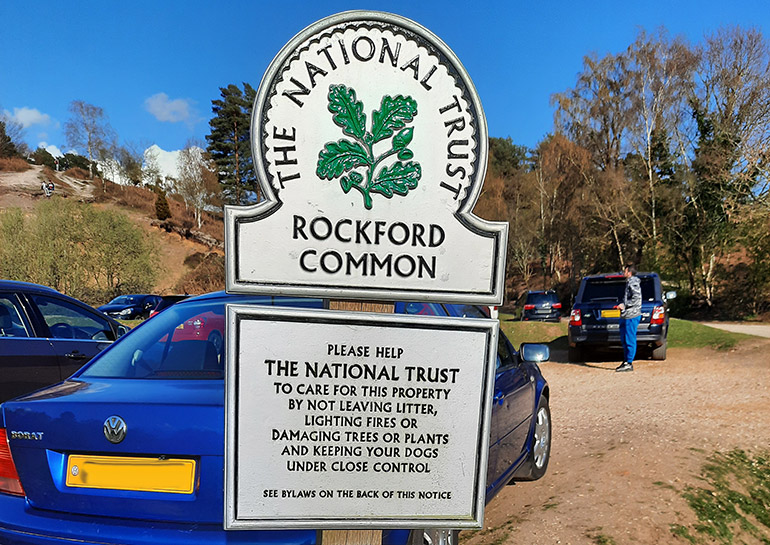 THE NATIONAL TRUST
ROCKFORD
COMMON
PLEASE HELP
THE NATIONAL TRUST
TO CARE FOR THIS PROPERTY
BY NOT LEAVING LITTER,
LIGHTING FIRES OR
DAMAGING TREES OR PLANTS
AND KEEPING YOUR DOGS
UNDER CLOSE CONTROL
SEE BYLAWS ON THE BACK OF THIS NOTICE
BORAT